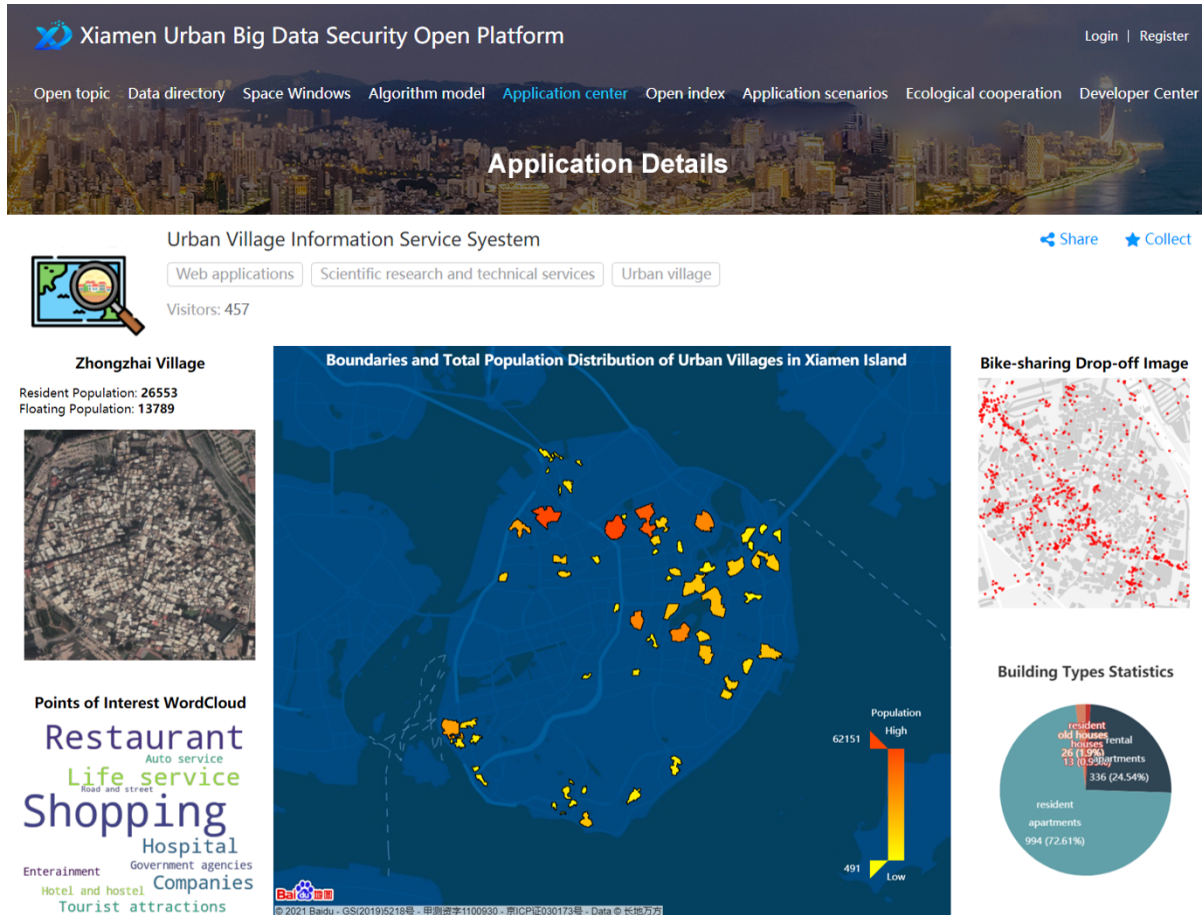 Xiamen Urban Big Data Security Open Platform
Login | Register
Open topic Data directory Space Windows Algorithm model Application center Open index Application scenarios Ecological cooperation Developer Center
Application Details
Urban Village Information Service Syestem
Share Collect
Web applications Scientific research and technical services Urban village
Visitors: 457
Zhongzhai Village
Resident Population: 26553
Floating Population: 13789
Points of Interest WordCloud
Restaurant
Auto service
Life service
Road and street
Shopping
Hospital
Government agencies
Enterainment
Companies
Hotel and hostel
Tourist attractions
Boundaries and Total Population Distribution of Urban Villages in Xiamen Island
Population
High
62151
491
Low
Bai du 地图
© 2021 Baidu - GS(2019)5218号 - 甲测资字1100930 - 京ICP证030173号 - Data © 长地万方
Bike-sharing Drop-off Image
Building Types Statistics
resident
old houses
houses
26 (1.9%)
rental
apartments
336 (24.54%)
resident
apartments
994 (72.61%)